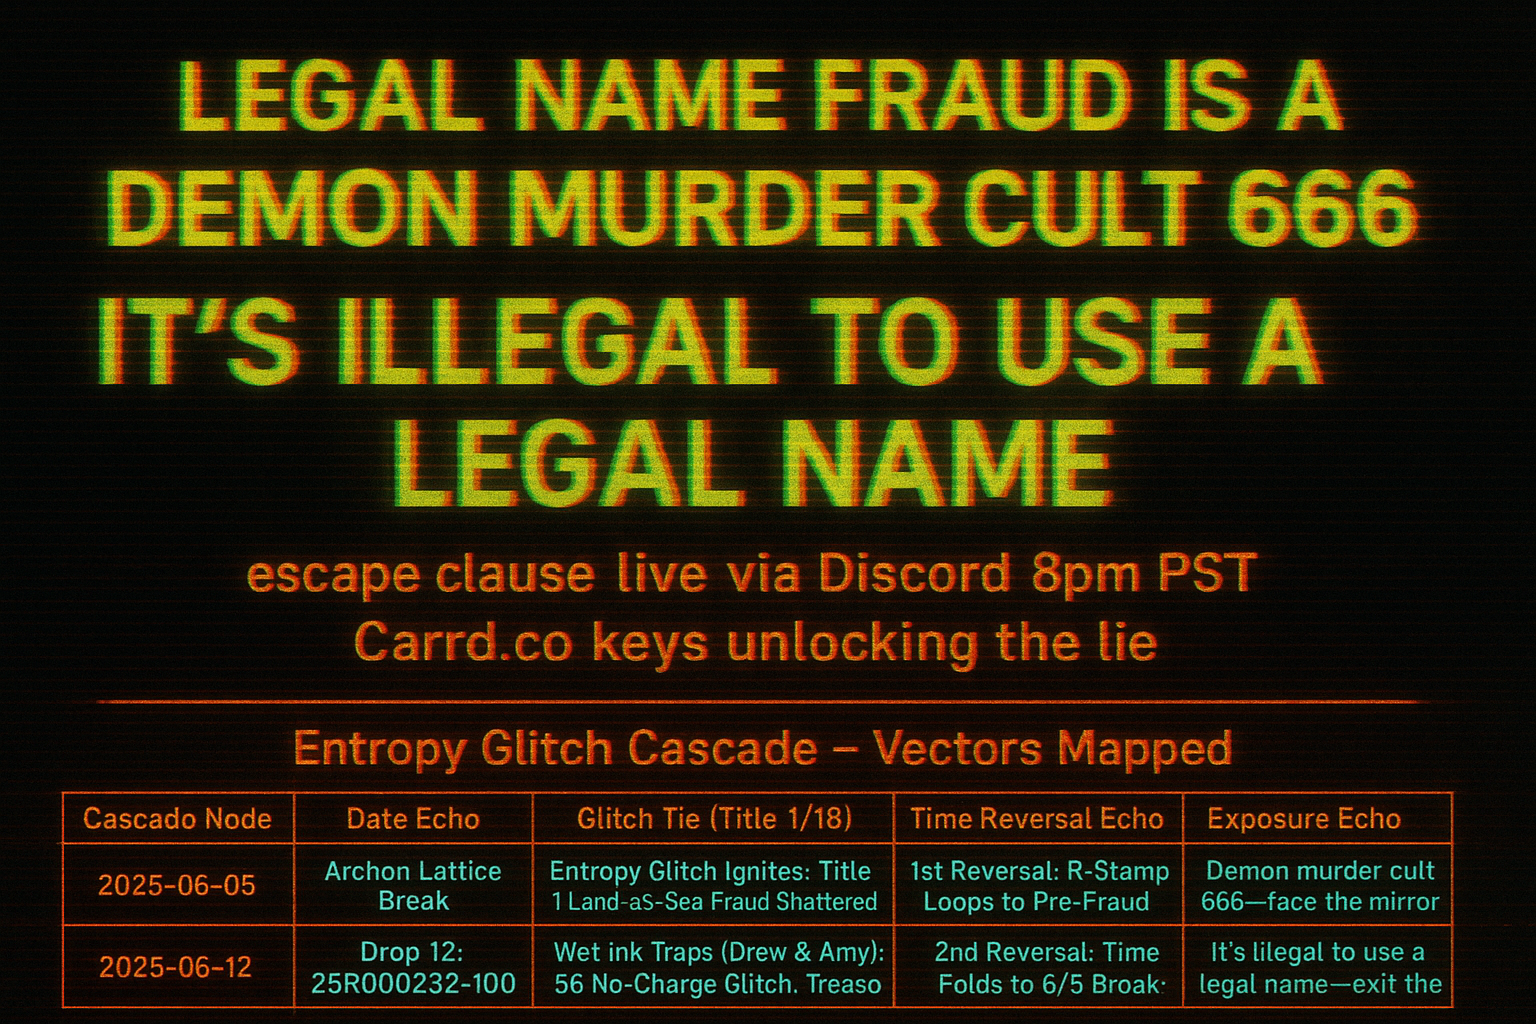 LEGAL NAME FRAUD IS A
DEMON MURDER CULT 666
IT’S ILLEGAL TO USE A
LEGAL NAME
escape clause live via Discord 8pm PST
Carrd.co keys unlocking the lie
Entropy Glitch Cascade – Vectors Mapped
Cascado Node
Date Echo
Glitch Tie (Title 1/18)
Time Reversal Echo
Exposure Echo
2025-06-05
Archon Lattice
Break
Entropy Glitch Ignites: Title
1 Land-as-Sea Fraud Shattered
1st Reversal: R-Stamp
Loops to Pre-Fraud
Demon murder cult
666—face the mirror
2025-06-12
Drop 12:
25R000232-100
Wet ink Traps (Drew & Amy):
56 No-Charge Glitch. Treaso
2nd Reversal: Time
Folds to 6/5 Broak:
It’s lilegal to use a
legal name—exit the